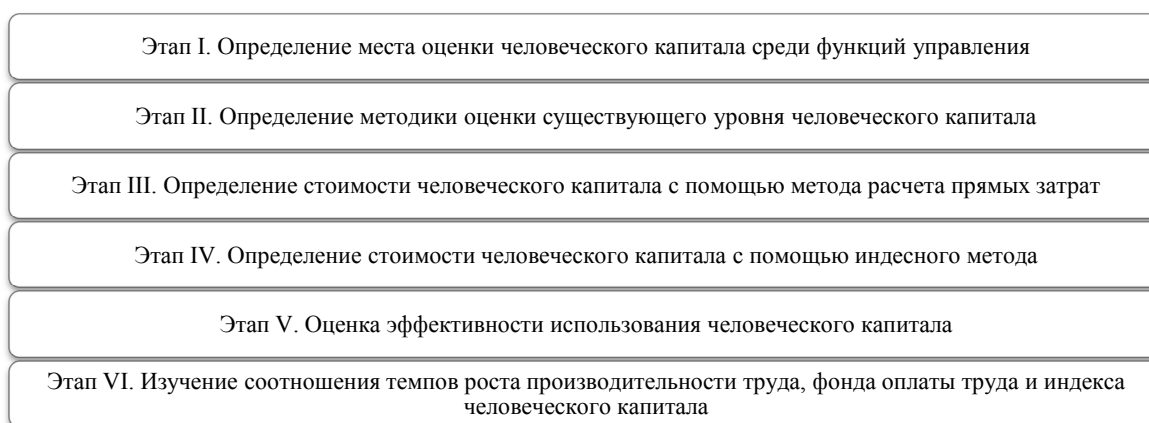 Этап I. Определение места оценки человеческого капитала среди функций управления
Этап II. Определение методики оценки существующего уровня человеческого капитала
Этап III. Определение стоимости человеческого капитала с помощью метода расчета прямых затрат
Этап IV. Определение стоимости человеческого капитала с помощью индесного метода
Этап V. Оценка эффективности использования человеческого капитала
Этап VI. Изучение соотношения темпов роста производительности труда, фонда оплаты труда и индекса
человеческого капитала